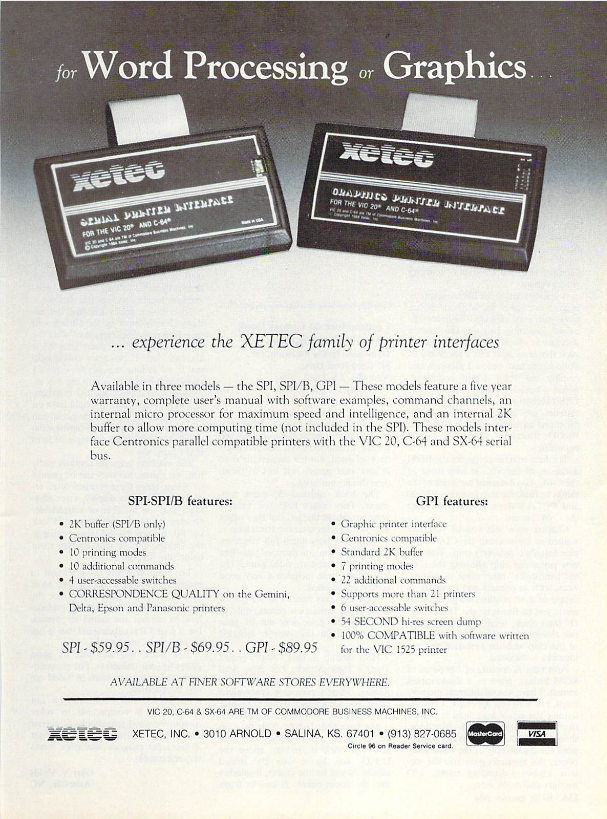 for Word Processing or Graphics...
xetec
SERIAL PRINTER INTERFACE
FOR THE VIC 20® AND C-64®
VIC 20 and C-64 are TM of Commodore Business Machines, Inc.
© Copyright 1984 Xetec, Inc.
Made in USA
xetec
GRAPHICS PRINTER INTERFACE
FOR THE VIC 20® AND C-64®
VIC 20 and C-64 are TM of Commodore Business Machines, Inc.
© Copyright 1984 Xetec, Inc.
... experience the XETEC family of printer interfaces
Available in three models — the SPI, SPI/B, GPI — These models feature a five year
warranty, complete user's manual with software examples, command channels, an
internal micro processor for maximum speed and intelligence, and an internal 2K
buffer to allow more computing time (not included in the SPI). These models inter-
face Centronics parallel compatible printers with the VIC 20, C-64 and SX-64 serial
bus.
SPI-SPI/B features:
• 2K buffer (SPI/B only)
• Centronics compatible
• 10 printing modes
• 10 additional commands
• 4 user-accessable switches
• CORRESPONDENCE QUALITY on the Gemini,
Delta, Epson and Panasonic printers
SPI - $59.95. . SPI/B - $69.95. . GPI - $89.95
GPI features:
• Graphic printer interface
• Centronics compatible
• Standard 2K buffer
• 7 printing modes
• 22 additional commands
• Supports more than 21 printers
• 6 user-accessable switches
• 54 SECOND hi-res screen dump
• 100% COMPATIBLE with software written
for the VIC 1525 printer
AVAILABLE AT FINER SOFTWARE STORES EVERYWHERE.
VIC 20, C-64 & SX-64 ARE TM OF COMMODORE BUSINESS MACHINES, INC.
xetec XETEC, INC. • 3010 ARNOLD • SALINA, KS. 67401 • (913) 827-0685 MasterCard VISA
Circle 96 on Reader Service card.